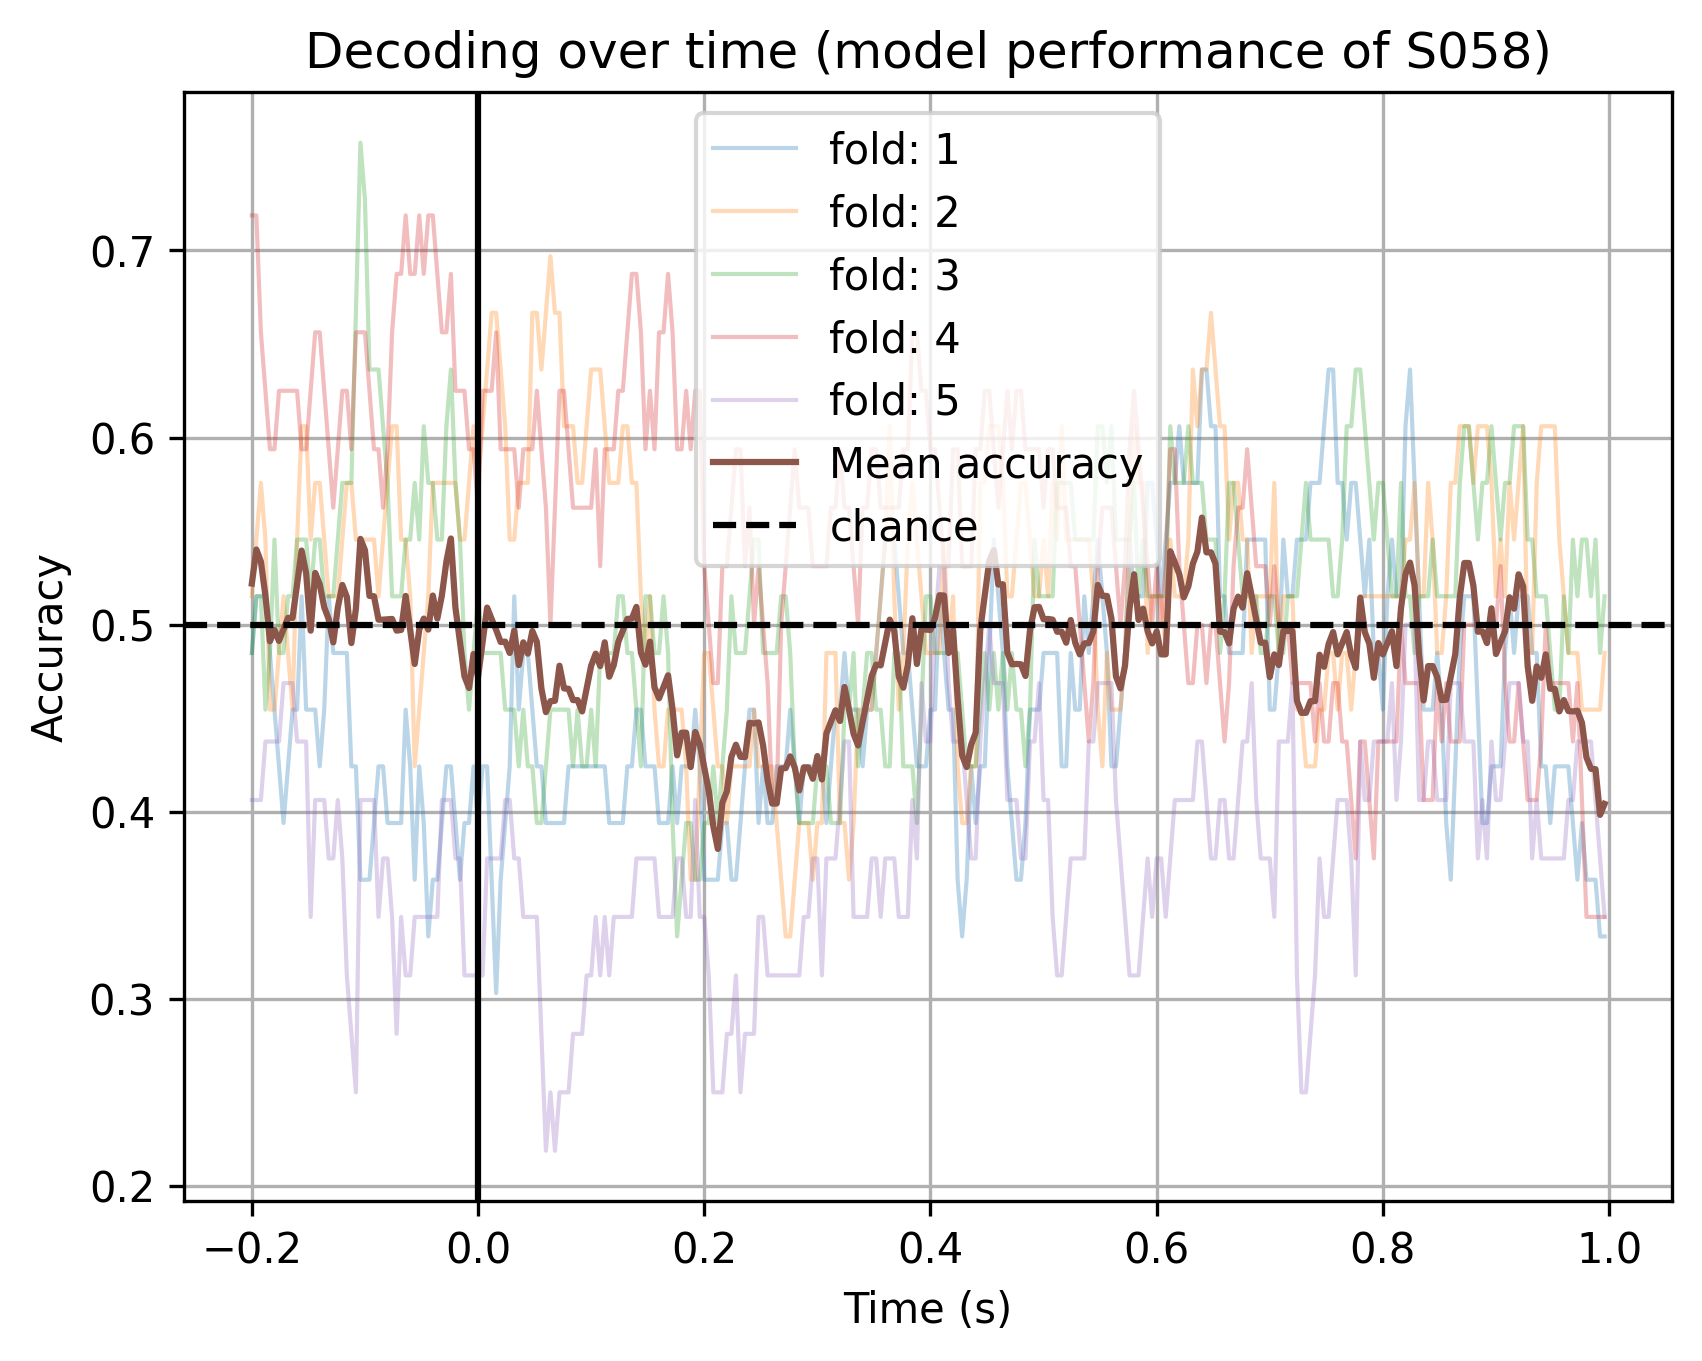 Decoding over time (model performance of S058)
fold: 1
fold: 2
fold: 3
fold: 4
fold: 5
Mean accuracy
chance
Accuracy
0.7
0.6
0.5
0.4
0.3
0.2
−0.2 0.0 0.2 0.4 0.6 0.8 1.0
Time (s)